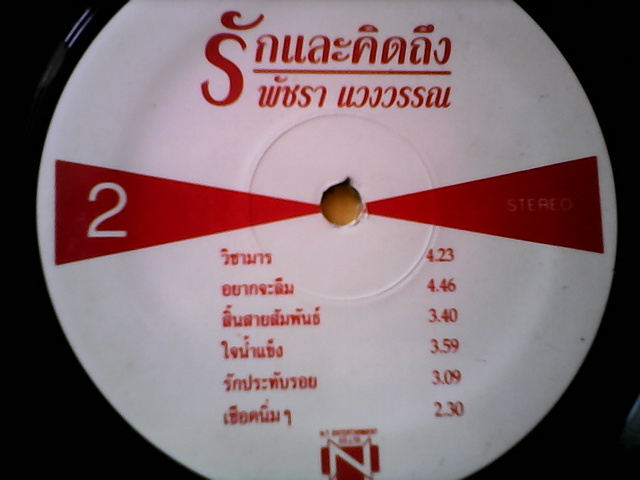 รักและคิดถึง
พัชรา แวงวรรณ
2
STEREO
วิชามาร 4.23
อยากจะลืม 4.46
สิ้นสายสัมพันธ์ 3.40
ใจน้ำแข็ง 3.59
รักประทับรอย 3.09
เชือดนิ่มๆ 2.30
N.T. ENTERTAINMENT
CO.,LTD.
N